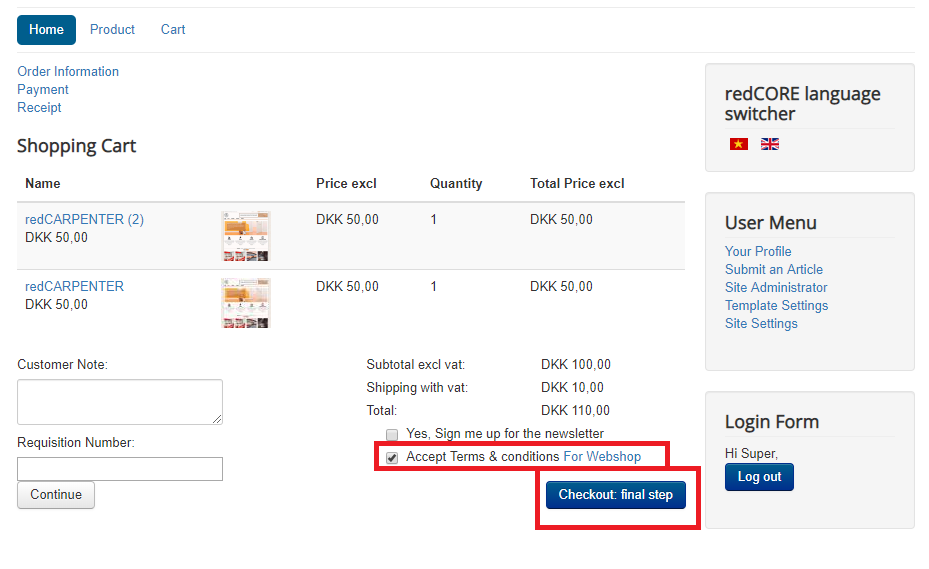 Home Product Cart
Order Information
Payment
Receipt
Shopping Cart
Name Price excl Quantity Total Price excl
redCARPENTER (2) DKK 50,00 1 DKK 50,00
DKK 50,00
redCARPENTER DKK 50,00 1 DKK 50,00
DKK 50,00
Customer Note:
Requisition Number:
Continue
Subtotal excl vat: DKK 100,00
Shipping with vat: DKK 10,00
Total: DKK 110,00
Yes, Sign me up for the newsletter
Accept Terms & conditions For Webshop
Checkout: final step
redCORE language
switcher
User Menu
Your Profile
Submit an Article
Site Administrator
Template Settings
Site Settings
Login Form
Hi Super,
Log out